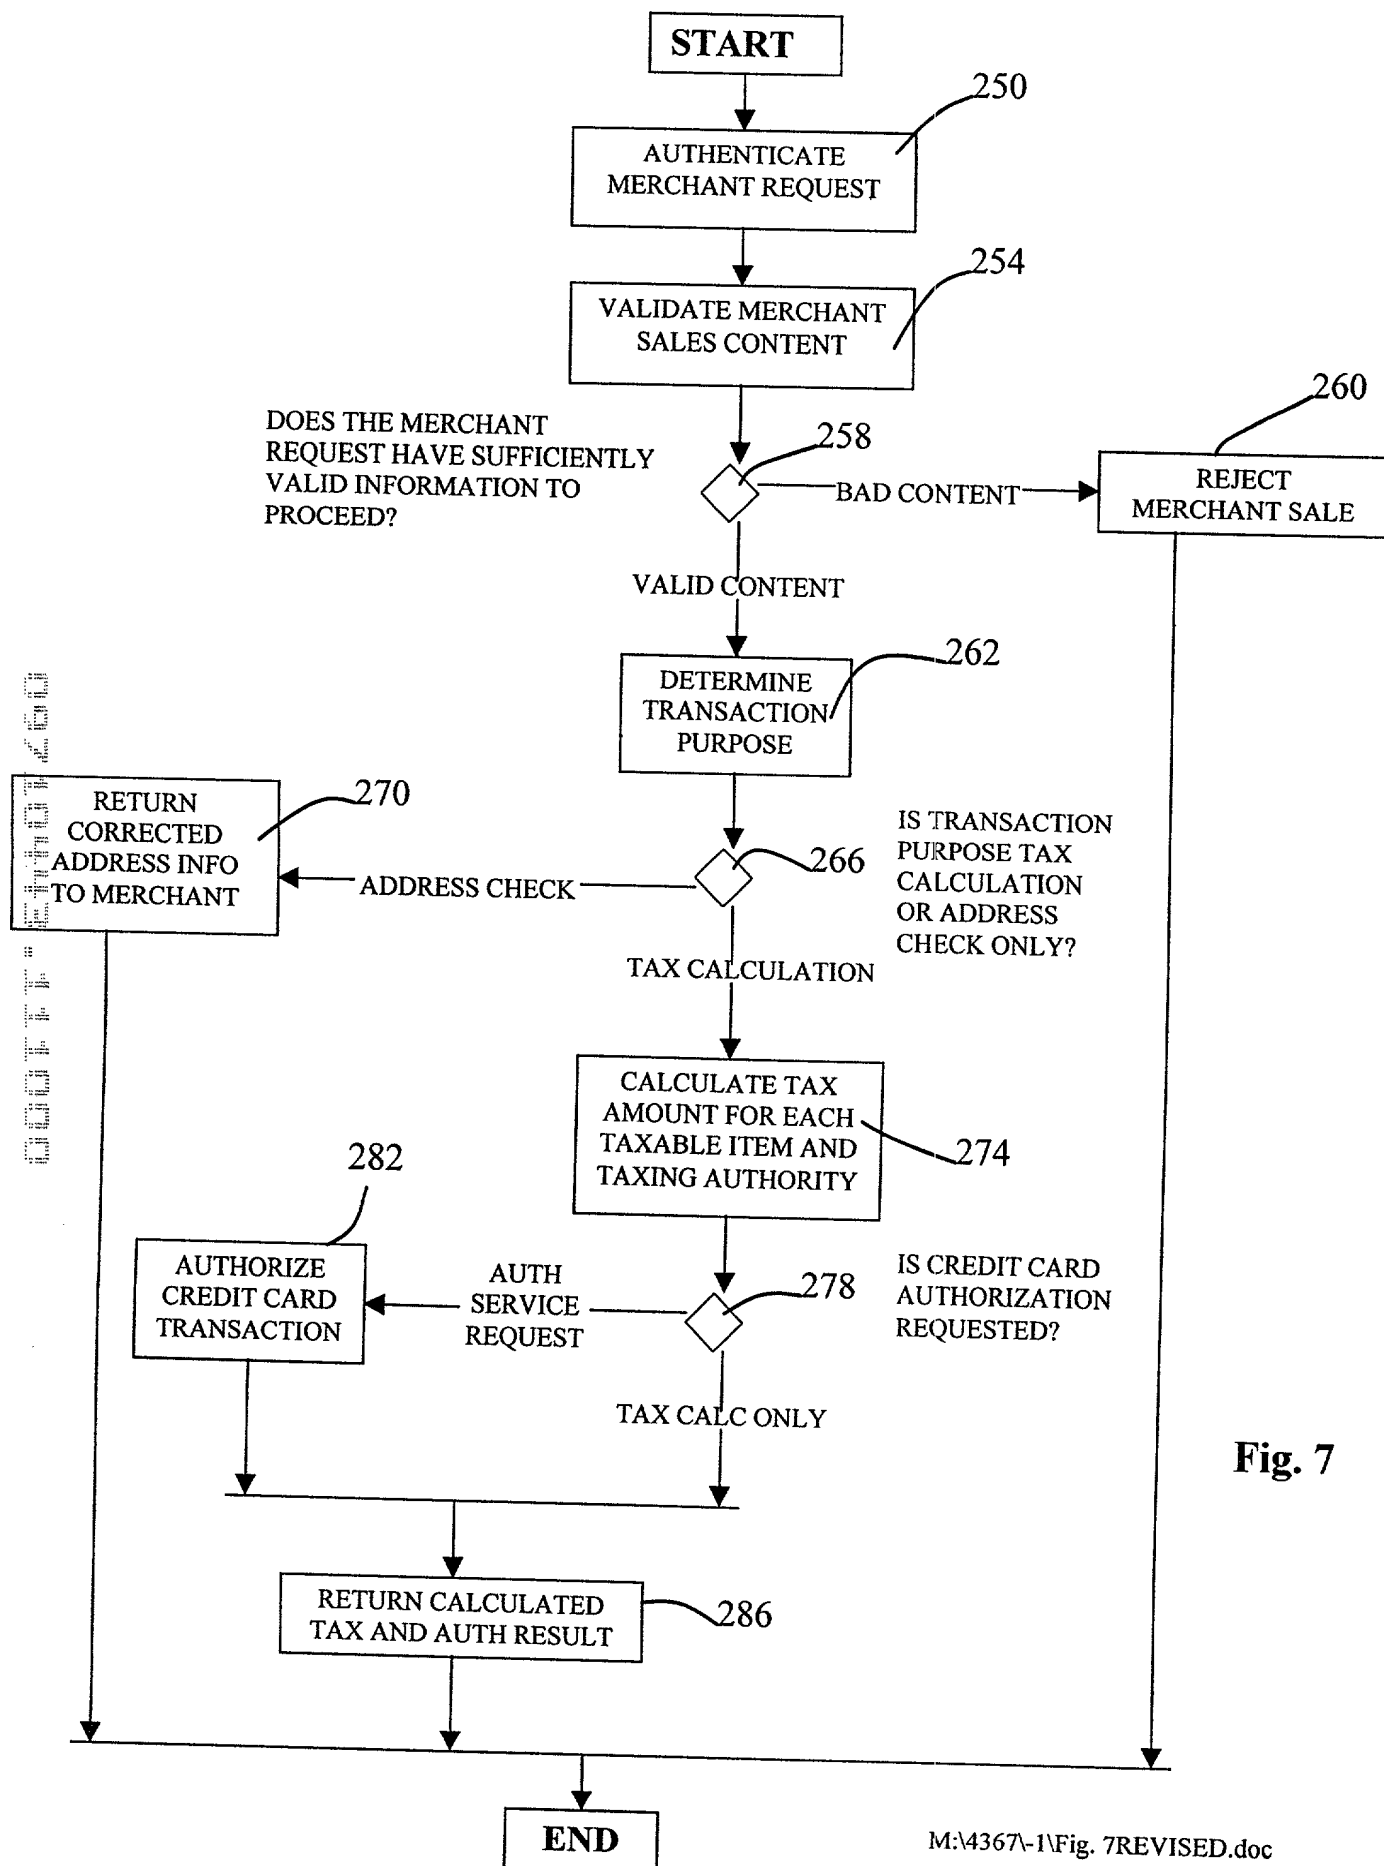 START
250
AUTHENTICATE
MERCHANT REQUEST
254
VALIDATE MERCHANT
SALES CONTENT
DOES THE MERCHANT
REQUEST HAVE SUFFICIENTLY
VALID INFORMATION TO
PROCEED?
258
BAD CONTENT
260
REJECT
MERCHANT SALE
VALID CONTENT
262
DETERMINE
TRANSACTION
PURPOSE
270
RETURN
CORRECTED
ADDRESS INFO
TO MERCHANT
ADDRESS CHECK
266
IS TRANSACTION
PURPOSE TAX
CALCULATION
OR ADDRESS
CHECK ONLY?
TAX CALCULATION
CALCULATE TAX
AMOUNT FOR EACH
TAXABLE ITEM AND
TAXING AUTHORITY
274
282
AUTHORIZE
CREDIT CARD
TRANSACTION
AUTH
SERVICE
REQUEST
278
IS CREDIT CARD
AUTHORIZATION
REQUESTED?
TAX CALC ONLY
Fig. 7
RETURN CALCULATED
TAX AND AUTH RESULT
286
END
M:\4367\-1\Fig. 7REVISED.doc